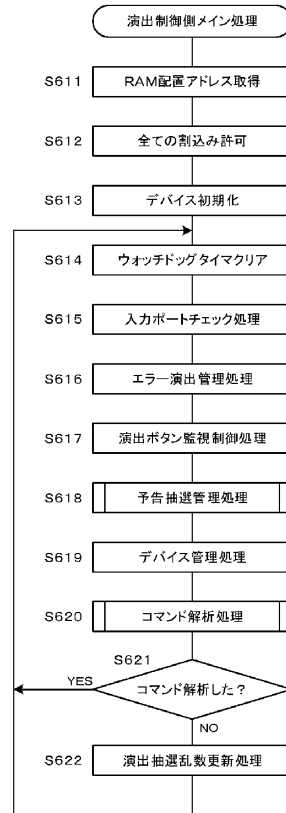 演出制御側メイン処理
S611 RAM配置アドレス取得
S612 全ての割込み許可
S613 デバイス初期化
S614 ウォッチドッグタイマクリア
S615 入力ポートチェック処理
S616 エラー演出管理処理
S617 演出ボタン監視制御処理
S618 予告抽選管理処理
S619 デバイス管理処理
S620 コマンド解析処理
S621
YES コマンド解析した？
NO
S622 演出抽選乱数更新処理